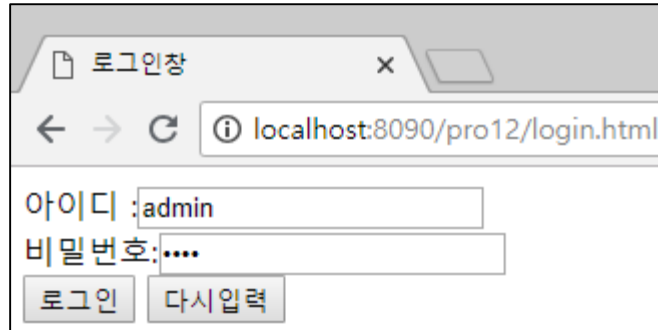 로그인창
localhost:8090/pro12/login.html
아이디 :admin
비밀번호:••••
로그인 다시입력